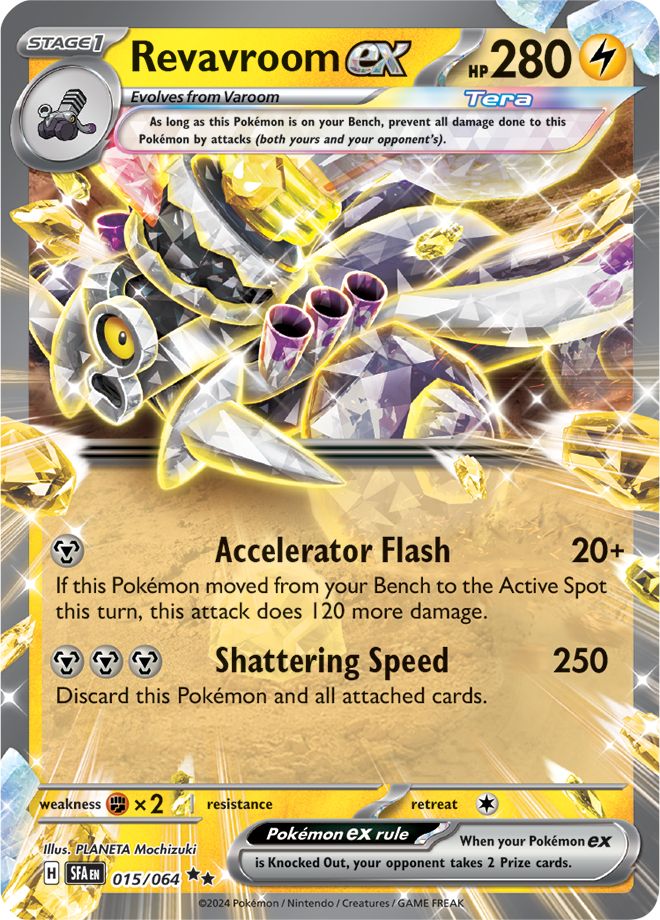 STAGE1 Revavroom ex HP 280
Evolves from Varoom Tera
As long as this Pokémon is on your Bench, prevent all damage done to this
Pokémon by attacks (both yours and your opponent's).
Accelerator Flash 20+
If this Pokémon moved from your Bench to the Active Spot
this turn, this attack does 120 more damage.
Shattering Speed 250
Discard this Pokémon and all attached cards.
weakness ×2 resistance retreat
Illus. PLANETA Mochizuki
Pokémon ex rule When your Pokémon ex
is Knocked Out, your opponent takes 2 Prize cards.
H SFA EN 015/064
©2024 Pokémon / Nintendo / Creatures / GAME FREAK